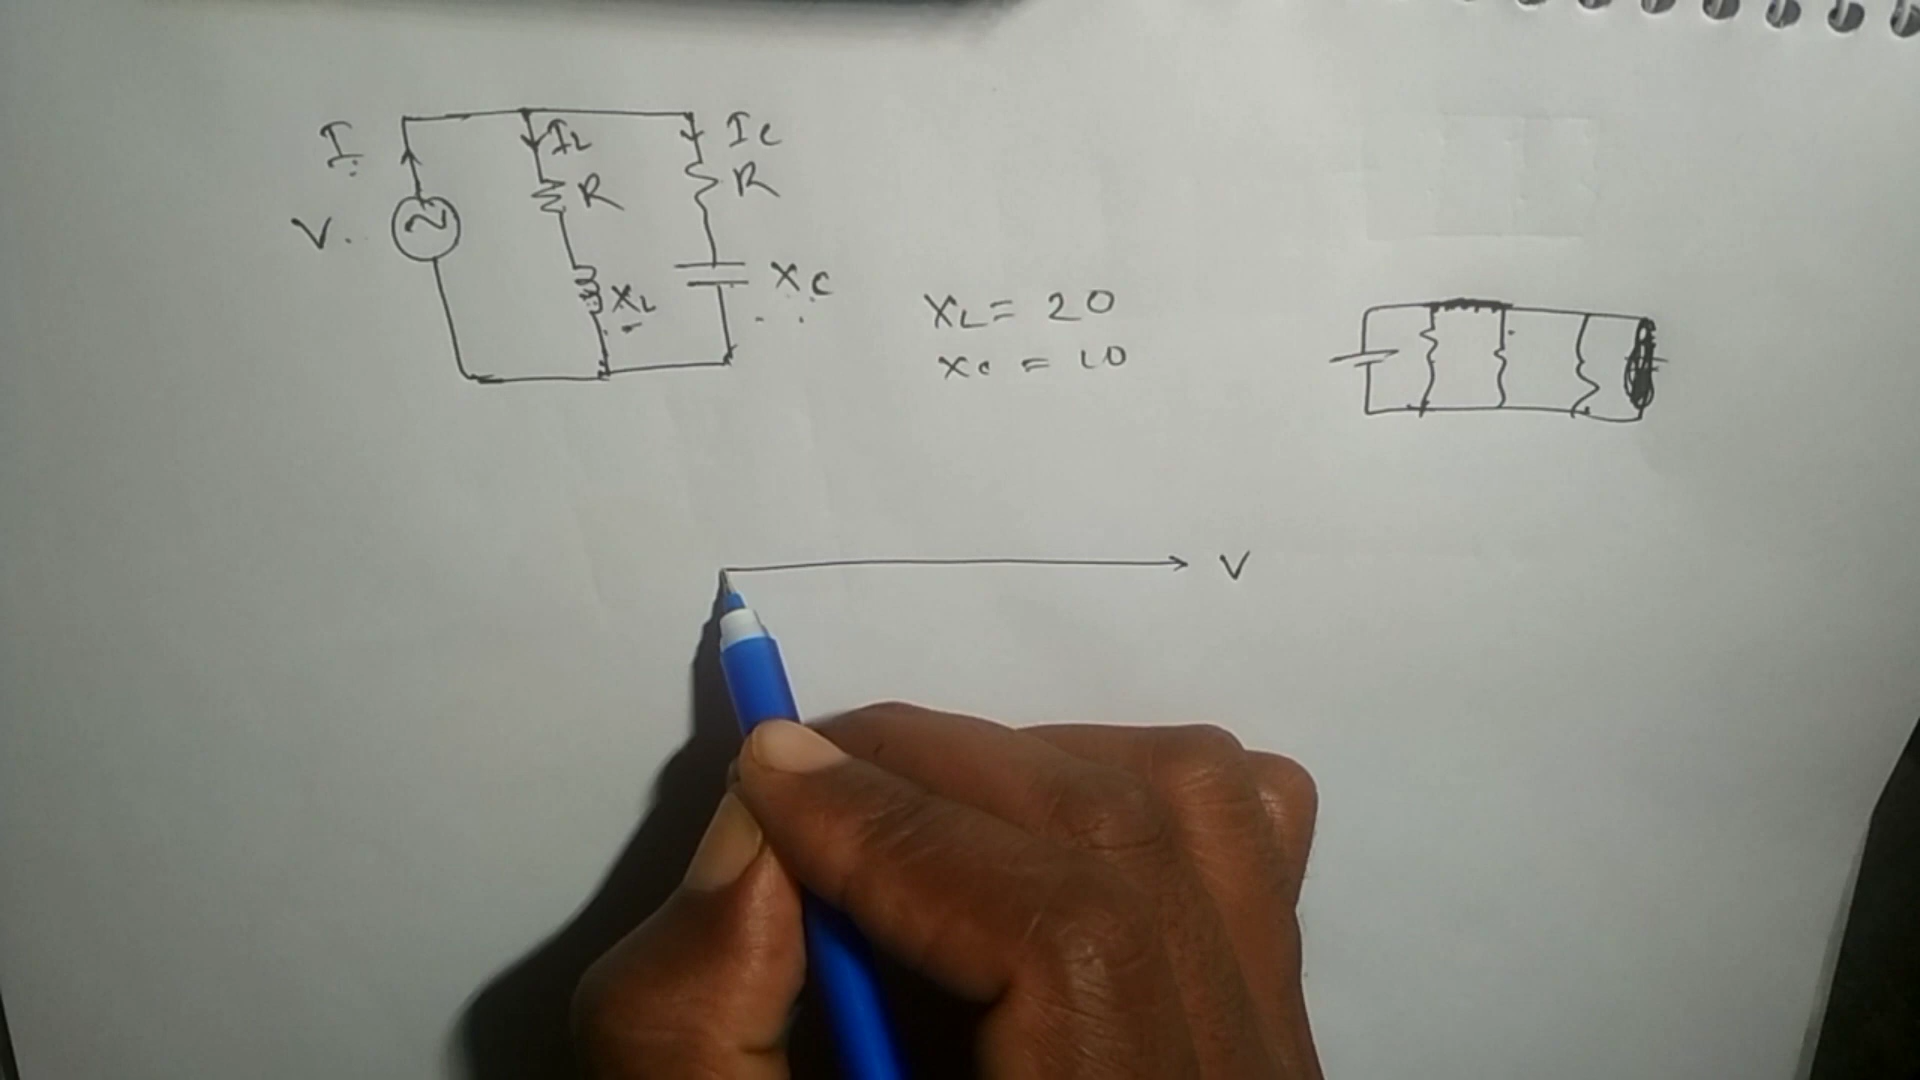 I
IL
Ic
R
R
V.
XL
Xc
XL = 20
Xc = 10
V